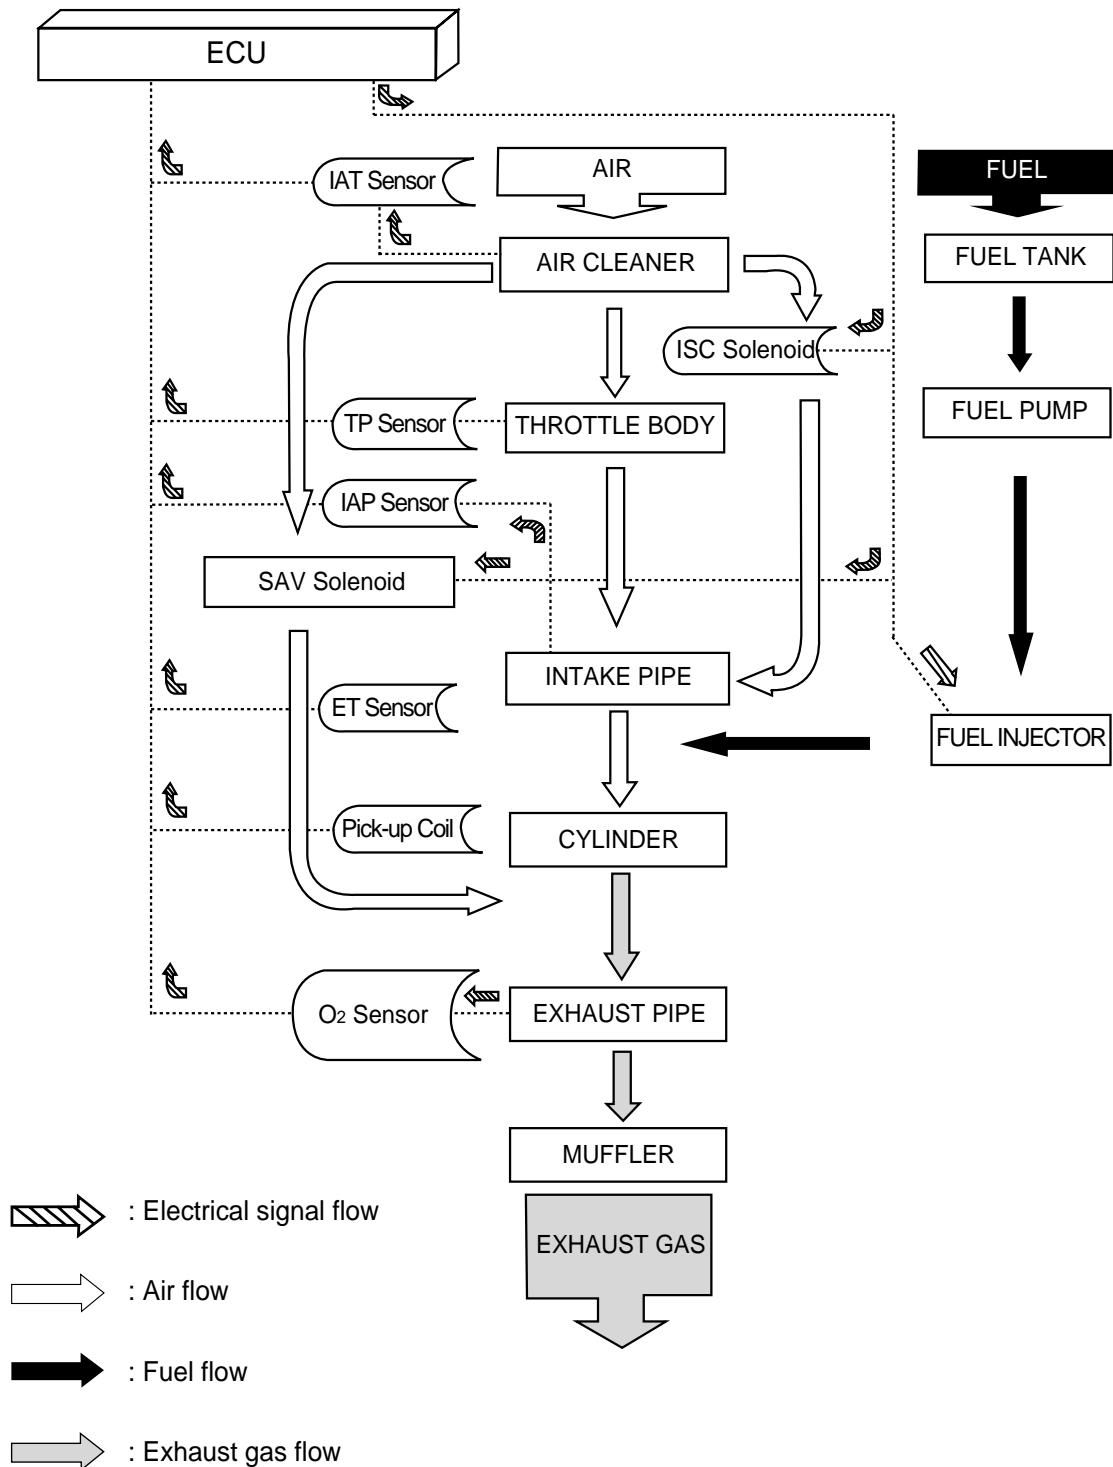 ECU
IAT Sensor
AIR
FUEL
AIR CLEANER
FUEL TANK
ISC Solenoid
TP Sensor
THROTTLE BODY
FUEL PUMP
IAP Sensor
SAV Solenoid
INTAKE PIPE
ET Sensor
FUEL INJECTOR
Pick-up Coil
CYLINDER
O2 Sensor
EXHAUST PIPE
MUFFLER
: Electrical signal flow
EXHAUST GAS
: Air flow
: Fuel flow
: Exhaust gas flow